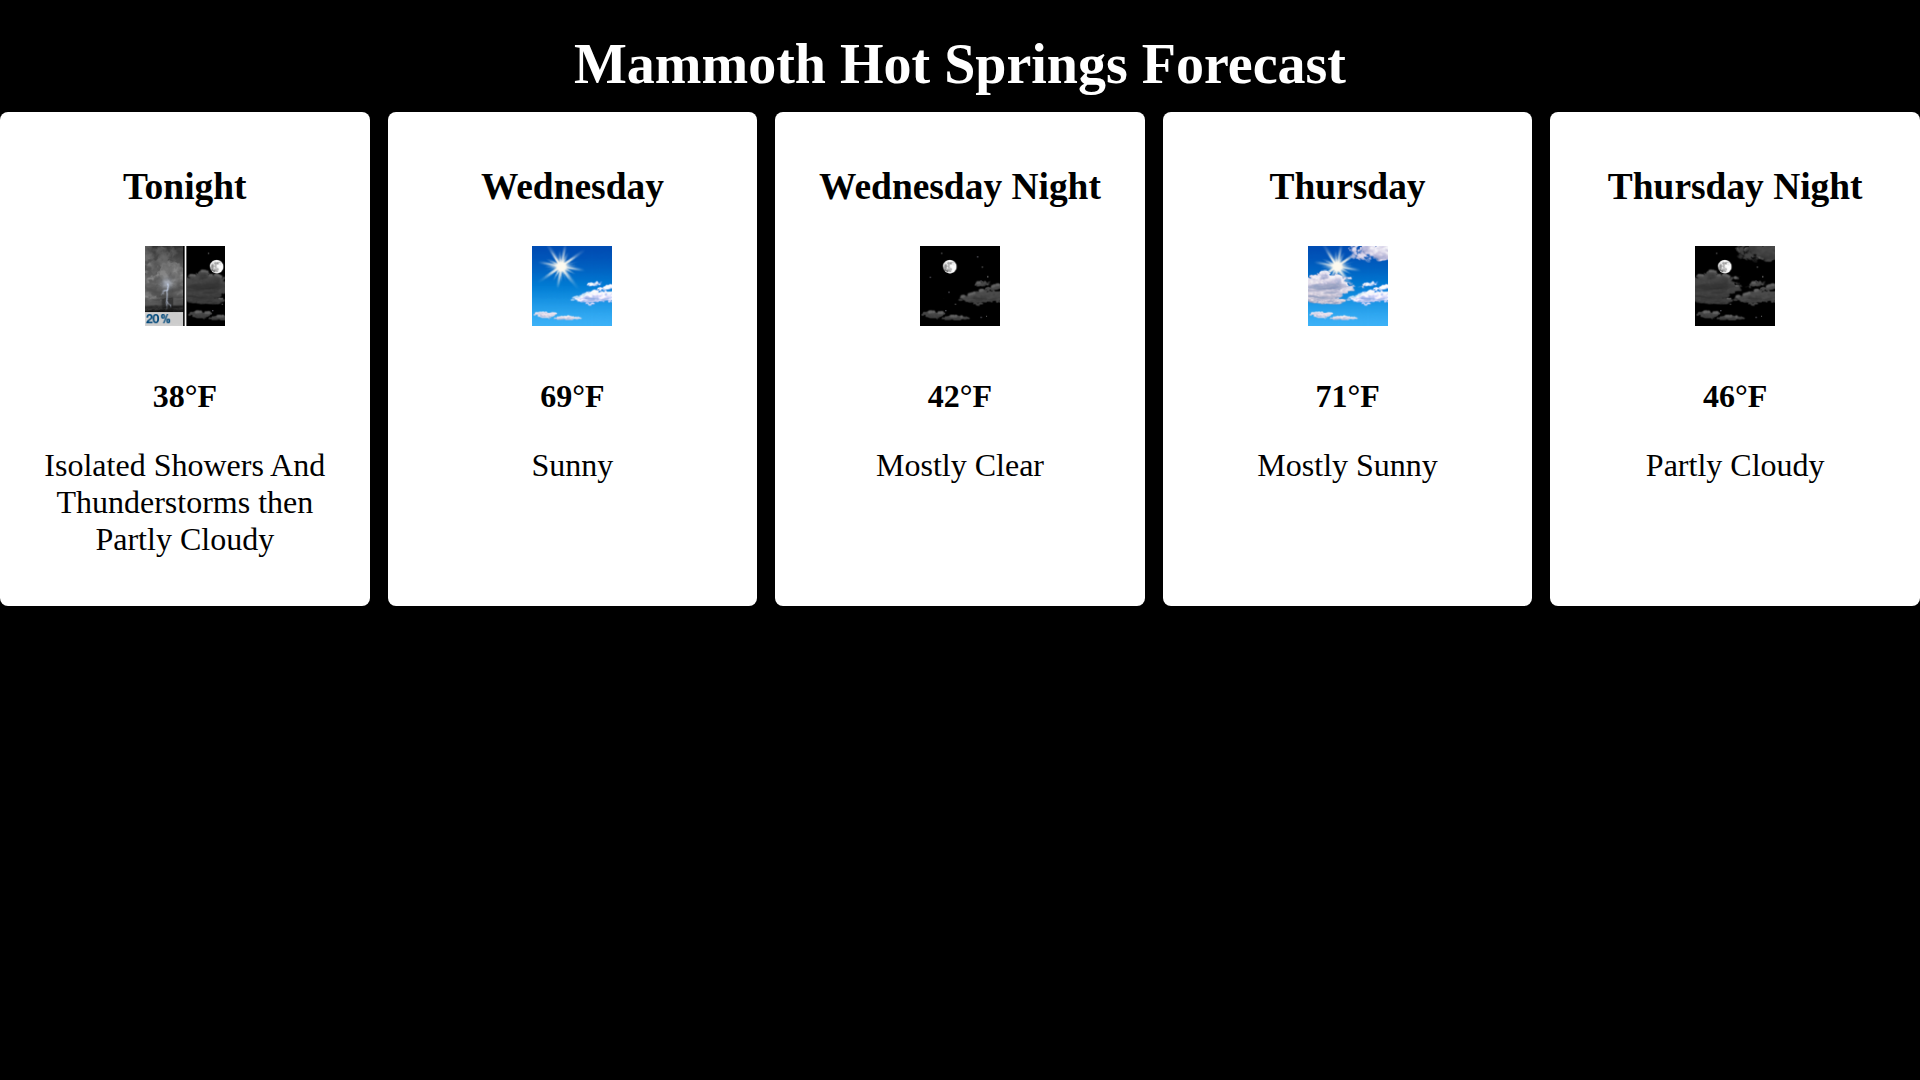 Mammoth Hot Springs Forecast
Tonight
20%
38°F
Isolated Showers And
Thunderstorms then
Partly Cloudy
Wednesday
69°F
Sunny
Wednesday Night
42°F
Mostly Clear
Thursday
71°F
Mostly Sunny
Thursday Night
46°F
Partly Cloudy